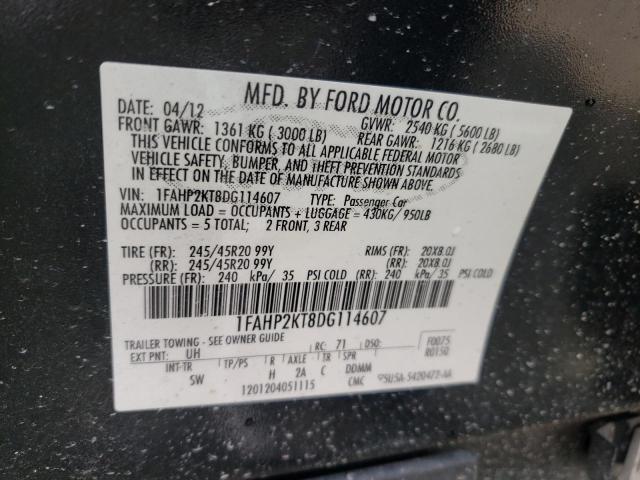 MFD. BY FORD MOTOR CO.
DATE: 04/12 GVWR: 2540 KG (5600 LB)
FRONT GAWR: 1361 KG (3000 LB) REAR GAWR: 1216 KG (2680 LB)
THIS VEHICLE CONFORMS TO ALL APPLICABLE FEDERAL MOTOR
VEHICLE SAFETY, BUMPER, AND THEFT PREVENTION STANDARDS
IN EFFECT ON THE DATE OF MANUFACTURE SHOWN ABOVE.
VIN: 1FAHP2KT8DG114607 TYPE: Passenger Car
MAXIMUM LOAD = OCCUPANTS + LUGGAGE = 430KG/950LB
OCCUPANTS = 5 TOTAL; 2 FRONT, 3 REAR
TIRE (FR): 245/45R20 99Y RIMS (FR): 20X8.0J
(RR): 245/45R20 99Y (RR): 20X8.0J
PRESSURE (FR): 240 kPa/ 35 PSI COLD (RR): 240 kPa/ 35 PSI COLD
1FAHP2KT8DG114607
TRAILER TOWING - SEE OWNER GUIDE F0075
EXT PNT: UH RC: 71 DSO: R0150
INT-TR TP/PS R AXLE TR SPR
SW H 2A C DDMM
1201204051115 CMC 5U5A-5420472-AA